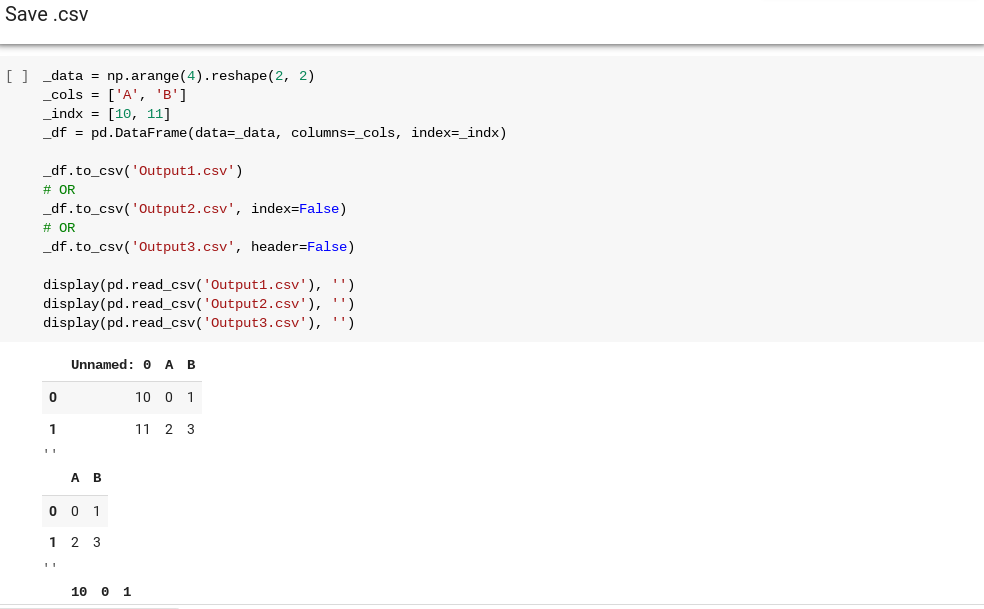 Save .csv
[ ] _data = np.arange(4).reshape(2, 2)
_cols = ['A', 'B']
_indx = [10, 11]
_df = pd.DataFrame(data=_data, columns=_cols, index=_indx)
_df.to_csv('Output1.csv')
# OR
_df.to_csv('Output2.csv', index=False)
# OR
_df.to_csv('Output3.csv', header=False)
display(pd.read_csv('Output1.csv'), '')
display(pd.read_csv('Output2.csv'), '')
display(pd.read_csv('Output3.csv'), '')
Unnamed: 0 A B
0 10 0 1
1 11 2 3
''
A B
0 0 1
1 2 3
''
10 0 1